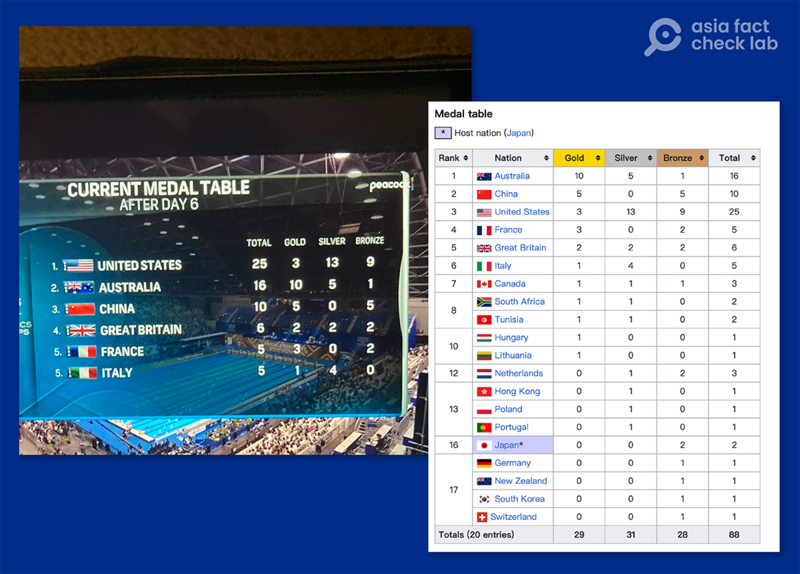 asia fact
check lab
peacock
CURRENT MEDAL TABLE
AFTER DAY 6
TOTAL GOLD SILVER BRONZE
1. UNITED STATES 25 3 13 9
2. AUSTRALIA 16 10 5 1
3. CHINA 10 5 0 5
4. GREAT BRITAIN 6 2 2 2
5. FRANCE 5 3 0 2
5. ITALY 5 1 4 0
Medal table
* Host nation (Japan)
Rank Nation Gold Silver Bronze Total
1 Australia 10 5 1 16
2 China 5 0 5 10
3 United States 3 13 9 25
4 France 3 0 2 5
5 Great Britain 2 2 2 6
6 Italy 1 4 0 5
7 Canada 1 1 1 3
8 South Africa 1 1 0 2
Tunisia 1 1 0 2
10 Hungary 1 0 0 1
Lithuania 1 0 0 1
12 Netherlands 0 1 2 3
13 Hong Kong 0 1 0 1
Poland 0 1 0 1
Portugal 0 1 0 1
16 Japan* 0 0 2 2
17 Germany 0 0 1 1
New Zealand 0 0 1 1
South Korea 0 0 1 1
Switzerland 0 0 1 1
Totals (20 entries) 29 31 28 88